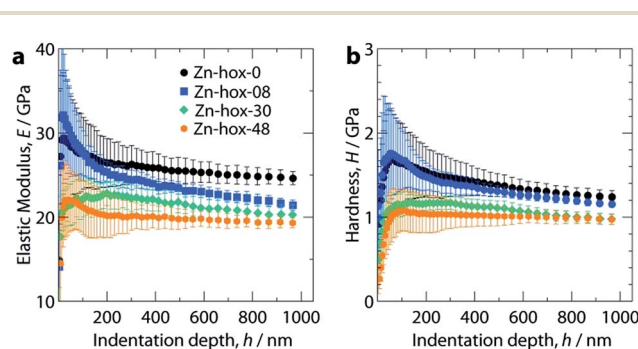 a
40
30
20
10
Elastic Modulus, E / GPa
Zn-hox-0
Zn-hox-08
Zn-hox-30
Zn-hox-48
200 400 600 800 1000
Indentation depth, h / nm
b
3
2
1
0
Hardness, H / GPa
200 400 600 800 1000
Indentation depth, h / nm